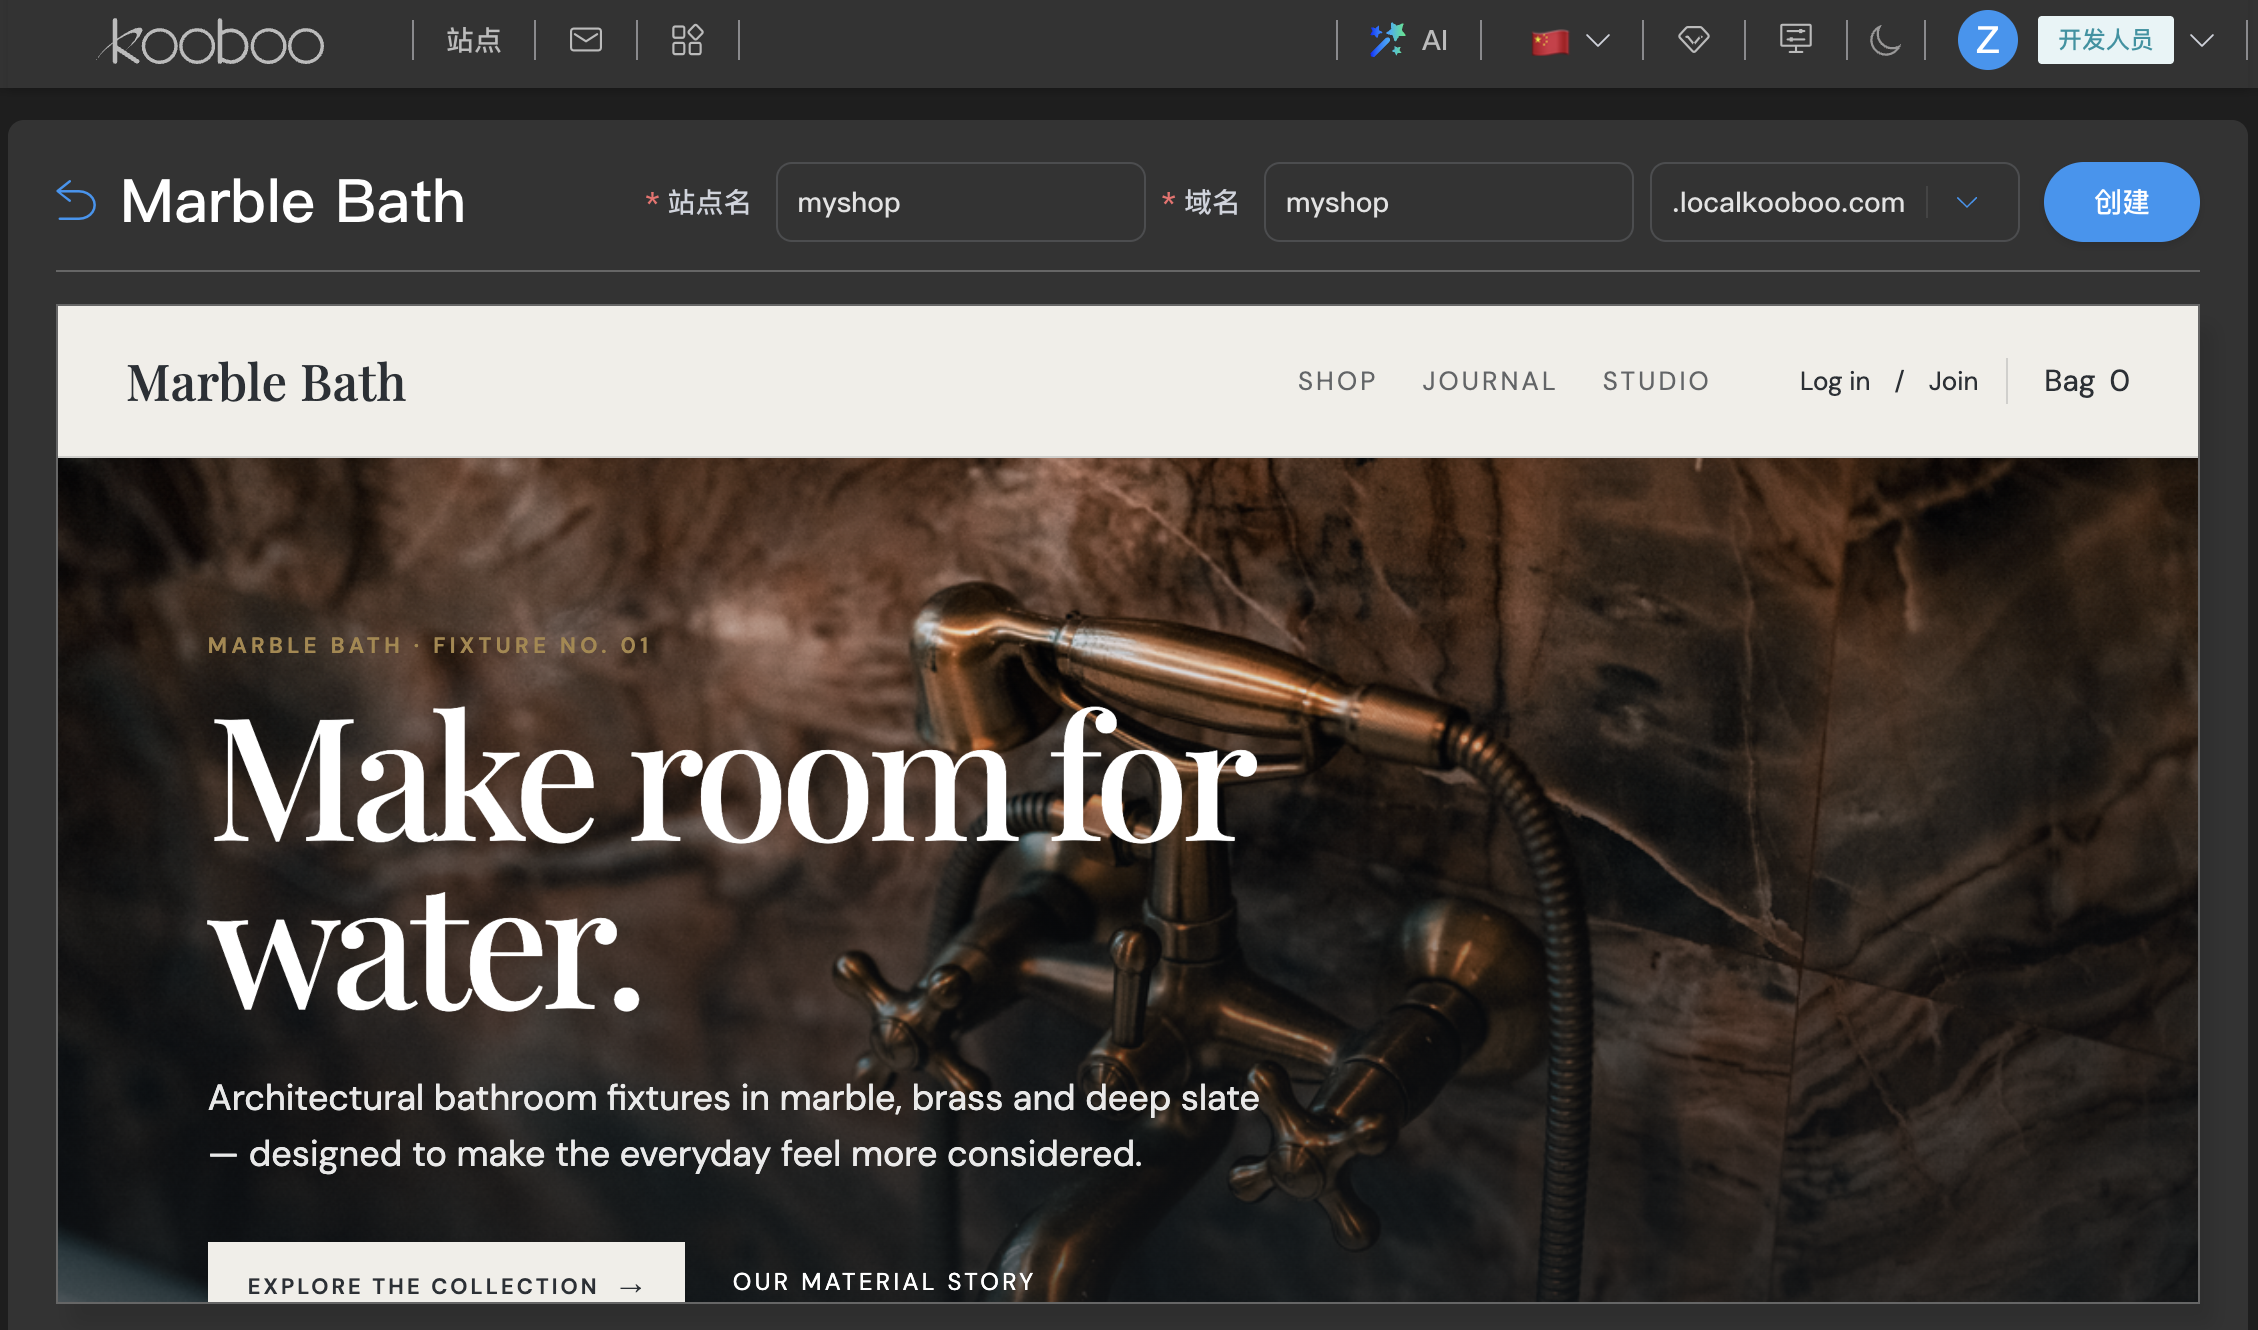 kooboo
站点
AI
Z
开发人员
Marble Bath
* 站点名
myshop
* 域名
myshop
.localkooboo.com
创建
Marble Bath
SHOP
JOURNAL
STUDIO
Log in / Join
Bag 0
MARBLE BATH · FIXTURE NO. 01
Make room for
water.
Architectural bathroom fixtures in marble, brass and deep slate
— designed to make the everyday feel more considered.
EXPLORE THE COLLECTION →
OUR MATERIAL STORY